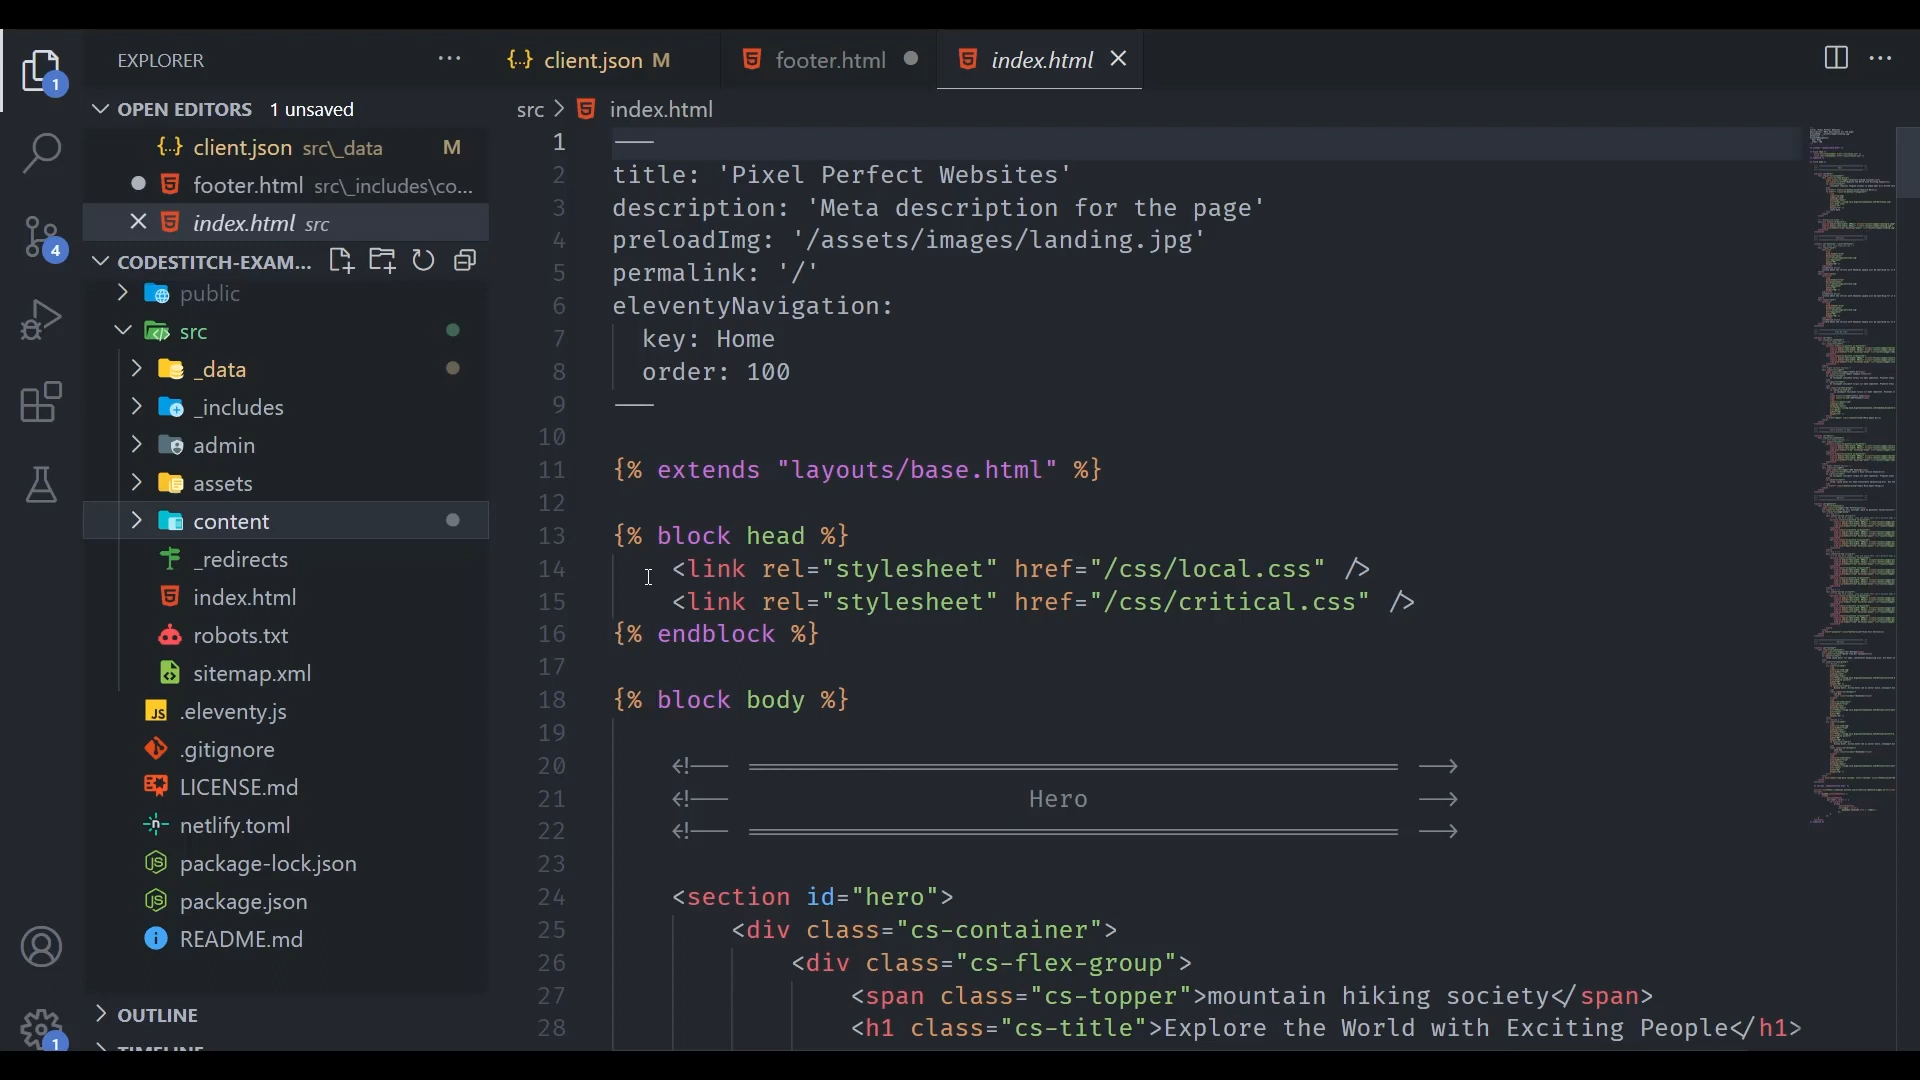 EXPLORER
OPEN EDITORS 1 unsaved
{..} client.json src\_data M
footer.html src\_includes\co...
index.html src
CODESTITCH-EXAM...
public
src
_data
_includes
admin
assets
content
_redirects
index.html
robots.txt
sitemap.xml
.eleventy.js
.gitignore
LICENSE.md
netlify.toml
package-lock.json
package.json
README.md
OUTLINE
TIMELINE
1
4
1
{..} client.json M
footer.html
index.html
src > index.html
1 ---
2 title: 'Pixel Perfect Websites'
3 description: 'Meta description for the page'
4 preloadImg: '/assets/images/landing.jpg'
5 permalink: '/'
6 eleventyNavigation:
7 key: Home
8 order: 100
9 ---
10
11 {% extends "layouts/base.html" %}
12
13 {% block head %}
14 <link rel="stylesheet" href="/css/local.css" />
15 <link rel="stylesheet" href="/css/critical.css" />
16 {% endblock %}
17
18 {% block body %}
19
20 <!-- ============================================ -->
21 <!-- Hero -->
22 <!-- ============================================ -->
23
24 <section id="hero">
25 <div class="cs-container">
26 <div class="cs-flex-group">
27 <span class="cs-topper">mountain hiking society</span>
28 <h1 class="cs-title">Explore the World with Exciting People</h1>